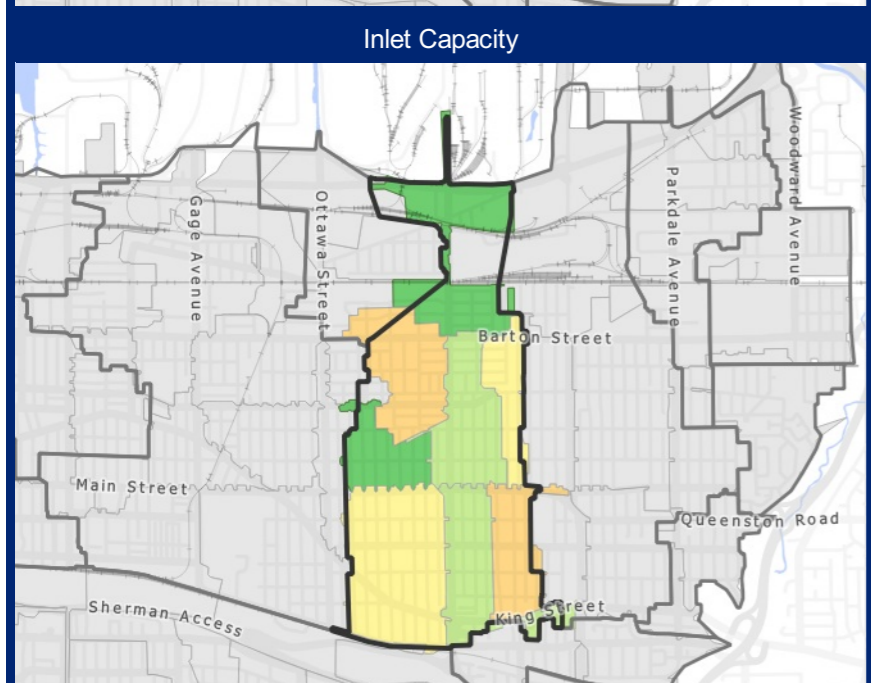 Inlet Capacity
Woodward Avenue
Parkdale Avenue
Gage Avenue
Ottawa Street
Barton Street
Main Street
Queenston Road
Sherman Access
King Street